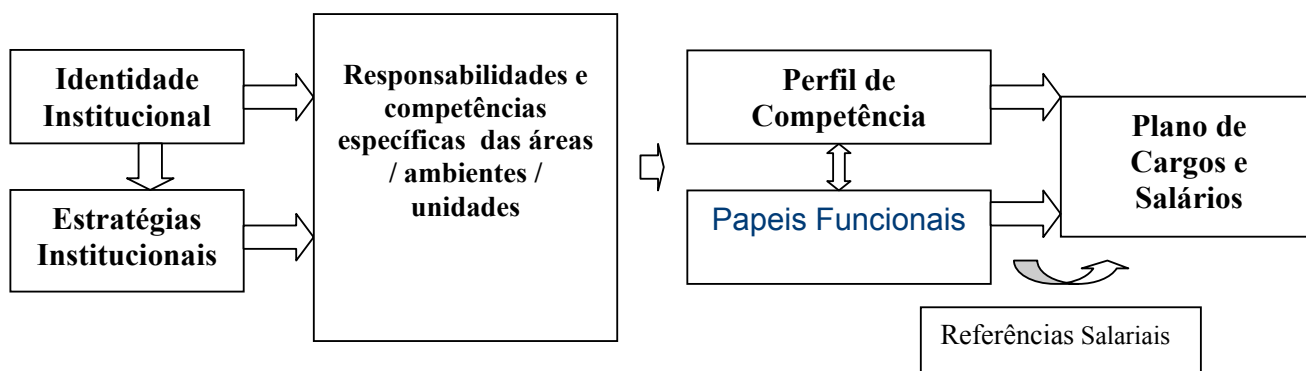 Identidade
Institucional
Estratégias
Institucionais
Responsabilidades e
competências
específicas das áreas
/ ambientes /
unidades
Perfil de
Competência
Papeis Funcionais
Plano de
Cargos e
Salários
Referências Salariais